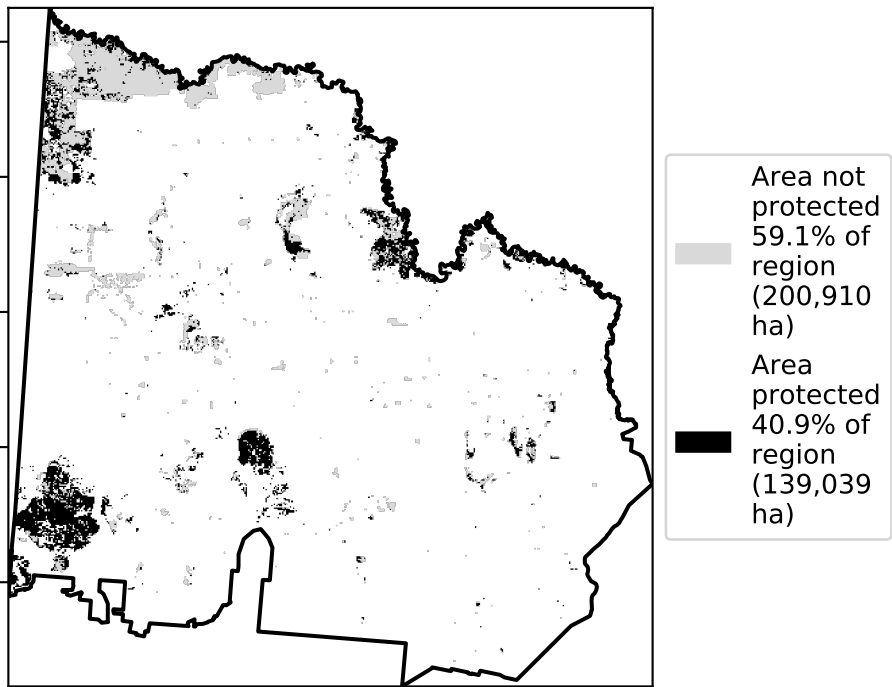 Area not
protected
59.1% of
region
(200,910
ha)
Area
protected
40.9% of
region
(139,039
ha)